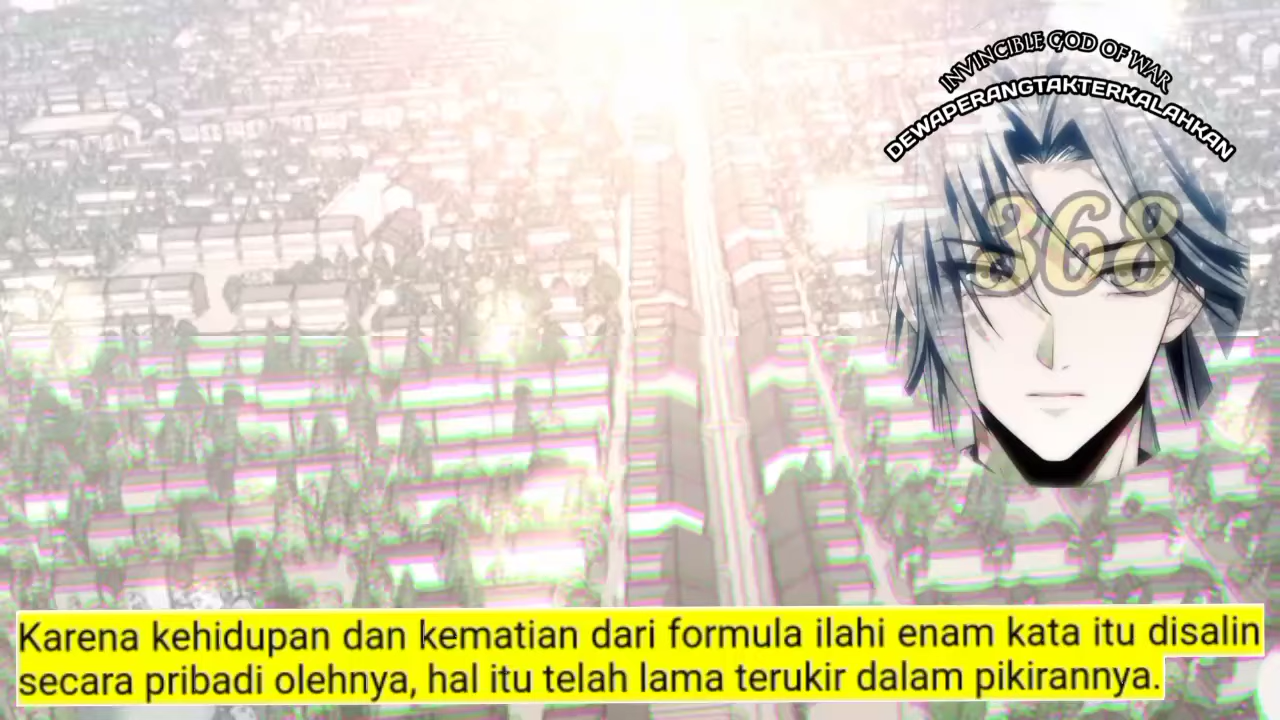 INVINCIBLE GOD OF WAR
DEWAPERANGTAKTERKALAHKAN
368
Karena kehidupan dan kematian dari formula ilahi enam kata itu disalin
secara pribadi olehnya, hal itu telah lama terukir dalam pikirannya.